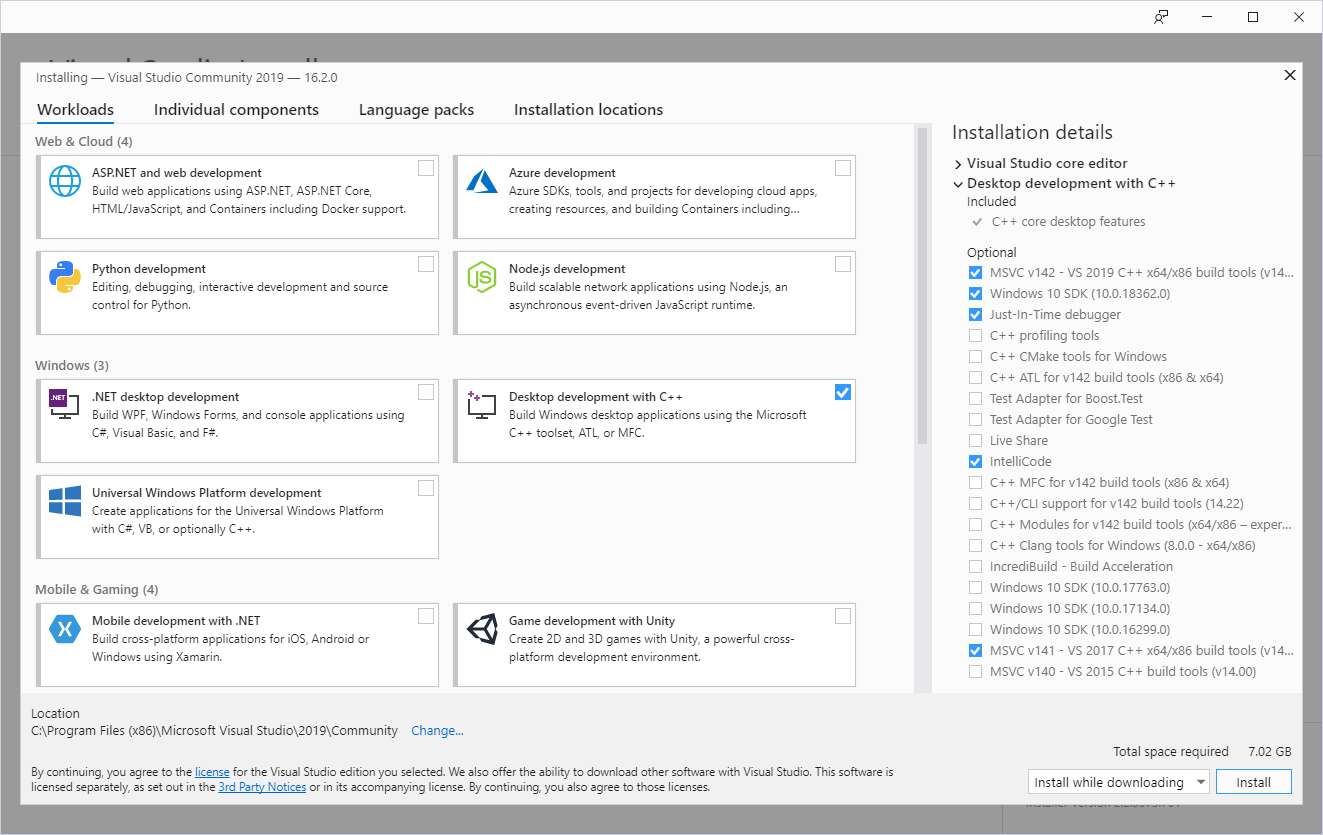 Installing — Visual Studio Community 2019 — 16.2.0
Workloads
Individual components
Language packs
Installation locations
Web & Cloud (4)
ASP.NET and web development
Build web applications using ASP.NET, ASP.NET Core,
HTML/JavaScript, and Containers including Docker support.
Azure development
Azure SDKs, tools, and projects for developing cloud apps,
creating resources, and building Containers including...
Python development
Editing, debugging, interactive development and source
control for Python.
JS
Node.js development
Build scalable network applications using Node.js, an
asynchronous event-driven JavaScript runtime.
Windows (3)
.NET
.NET desktop development
Build WPF, Windows Forms, and console applications using
C#, Visual Basic, and F#.
Desktop development with C++
Build Windows desktop applications using the Microsoft
C++ toolset, ATL, or MFC.
Universal Windows Platform development
Create applications for the Universal Windows Platform
with C#, VB, or optionally C++.
Mobile & Gaming (4)
Mobile development with .NET
Build cross-platform applications for iOS, Android or
Windows using Xamarin.
Game development with Unity
Create 2D and 3D games with Unity, a powerful cross-
platform development environment.
Installation details
Visual Studio core editor
Desktop development with C++
Included
C++ core desktop features
Optional
MSVC v142 - VS 2019 C++ x64/x86 build tools (v14...
Windows 10 SDK (10.0.18362.0)
Just-In-Time debugger
C++ profiling tools
C++ CMake tools for Windows
C++ ATL for v142 build tools (x86 & x64)
Test Adapter for Boost.Test
Test Adapter for Google Test
Live Share
IntelliCode
C++ MFC for v142 build tools (x86 & x64)
C++/CLI support for v142 build tools (14.22)
C++ Modules for v142 build tools (x64/x86 – exper...
C++ Clang tools for Windows (8.0.0 - x64/x86)
IncrediBuild - Build Acceleration
Windows 10 SDK (10.0.17763.0)
Windows 10 SDK (10.0.17134.0)
Windows 10 SDK (10.0.16299.0)
MSVC v141 - VS 2017 C++ x64/x86 build tools (v14...
MSVC v140 - VS 2015 C++ build tools (v14.00)
Location
C:\Program Files (x86)\Microsoft Visual Studio\2019\Community Change...
Total space required 7.02 GB
By continuing, you agree to the license for the Visual Studio edition you selected. We also offer the ability to download other software with Visual Studio. This software is
licensed separately, as set out in the 3rd Party Notices or in its accompanying license. By continuing, you also agree to those licenses.
Install while downloading
Install